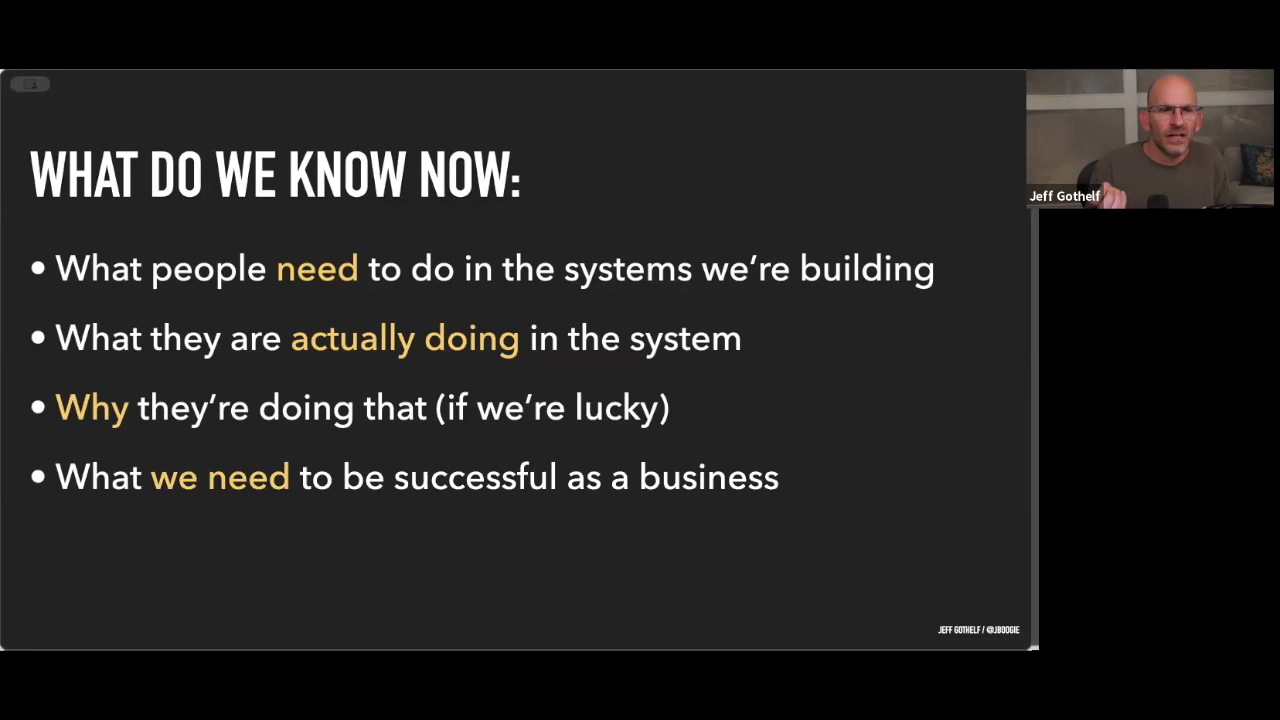 WHAT DO WE KNOW NOW:
• What people need to do in the systems we’re building
• What they are actually doing in the system
• Why they’re doing that (if we’re lucky)
• What we need to be successful as a business
JEFF GOTHELF / @JBOOGIE
Jeff Gothelf